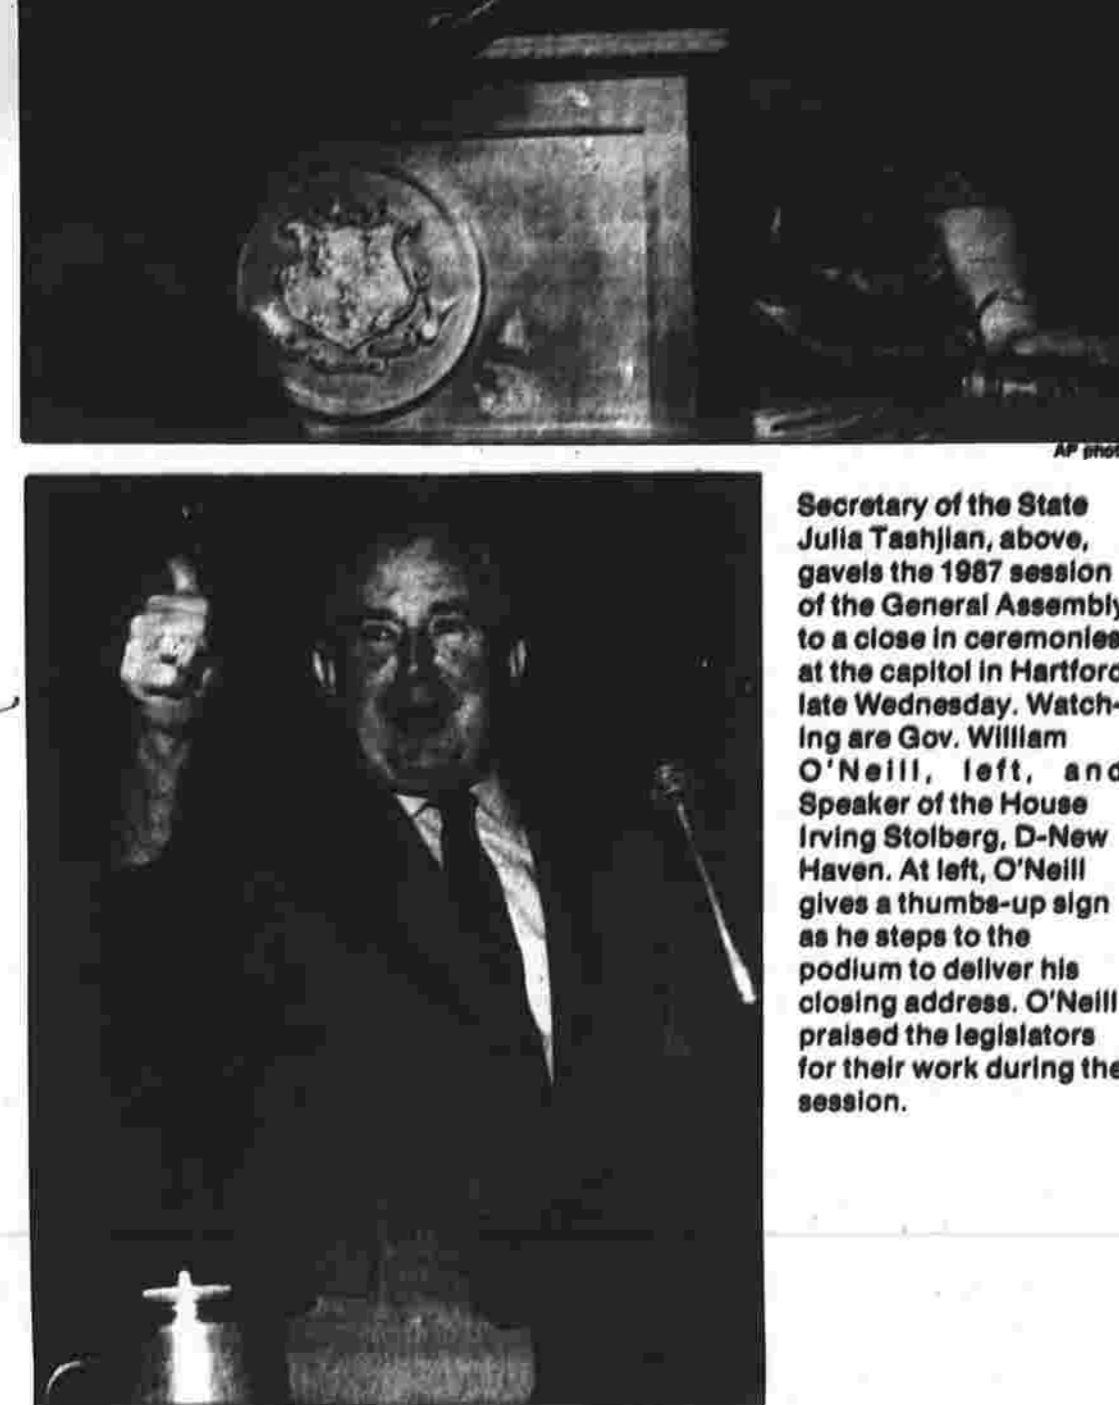 AP phot
Secretary of the State
Julia Tashjian, above,
gavels the 1987 session
of the General Assembly
to a close in ceremonies
at the capitol in Hartford
late Wednesday. Watch-
ing are Gov. William
O'Neill, left, and
Speaker of the House
Irving Stolberg, D-New
Haven. At left, O'Neill
gives a thumbs-up sign
as he steps to the
podium to deliver his
closing address. O'Neill
praised the legislators
for their work during the
session.